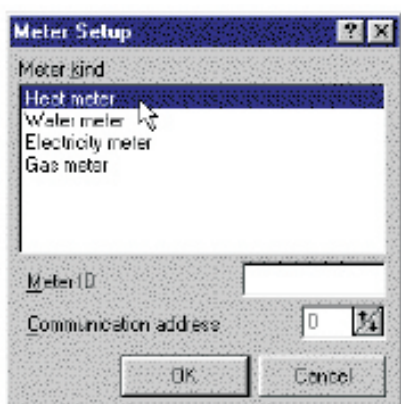 Meter Setup
Meter kind
Heat meter
Water meter
Electricity meter
Gas meter
Meter ID
Communication address 0
OK Cancel